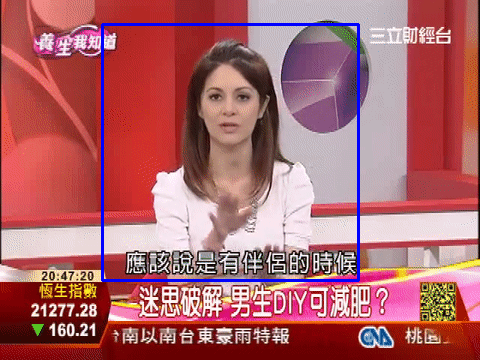 養生我知道
三立財經台
應該說是有伴侶的時候
20:47:20
恆生指數
21277.28
▼160.21
迷思破解 男生DIY可減肥？
台南以南台東豪雨特報
CNA 桃園